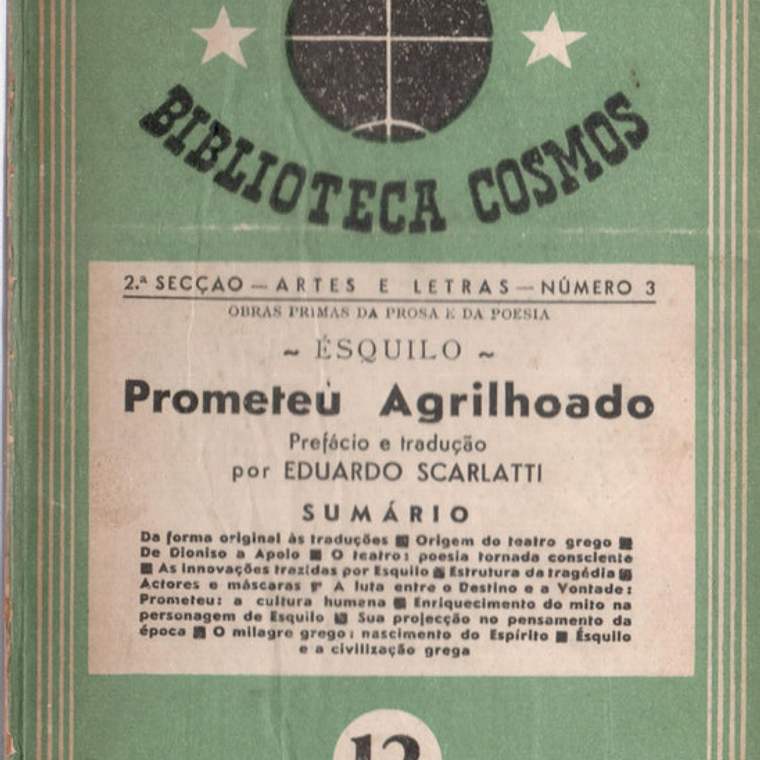 BIBLIOTECA COSMOS
2.ª SECÇAO — ARTES E LETRAS — NÚMERO 3
OBRAS PRIMAS DA PROSA E DA POESIA
~ ÉSQUILO ~
Prometeu Agrilhoado
Prefácio e tradução
por EDUARDO SCARLATTI
SUMÁRIO
Da forma original às traduções ■ Origem do teatro grego ■
De Dioniso a Apolo ■ O teatro: poesia tornada consciente
■ As innovações trazidas por Esquilo ■ Estrutura da tragédia ■
Actores e máscaras ■ A luta entre o Destino e a Vontade:
Prometeu: a cultura humana ■ Enriquecimento do mito na
personagem de Esquilo ■ Sua projecção no pensamento da
época ■ O milagre grego: nascimento do Espírito ■ Ésquilo
e a civilização grega
12